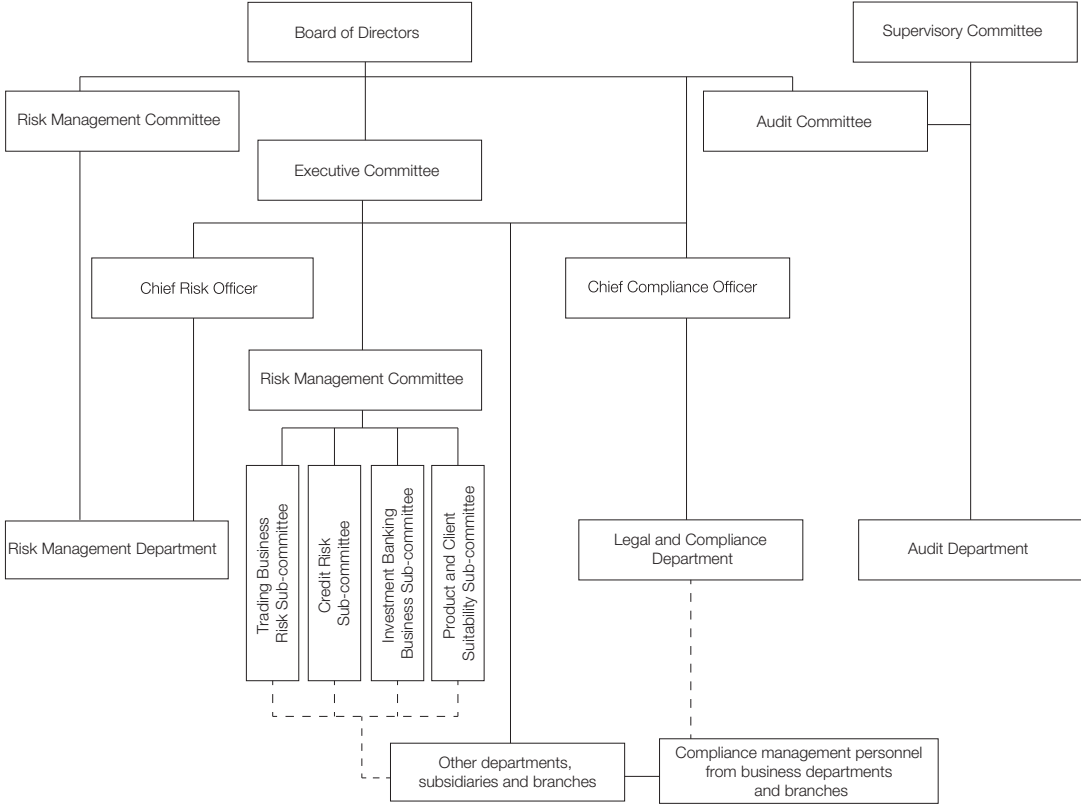 Board of Directors
Supervisory Committee
Risk Management Committee
Audit Committee
Executive Committee
Chief Risk Officer
Chief Compliance Officer
Risk Management Committee
Trading Business
Risk Sub-committee
Credit Risk
Sub-committee
Investment Banking
Business Sub-committee
Product and Client
Suitability Sub-committee
Risk Management Department
Legal and Compliance
Department
Audit Department
Other departments,
subsidiaries and branches
Compliance management personnel
from business departments
and branches